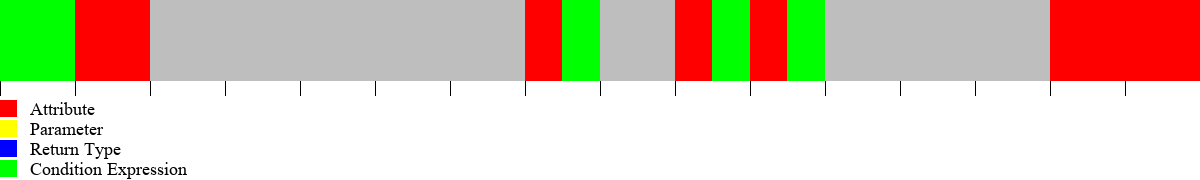 Attribute
Parameter
Return Type
Condition Expression